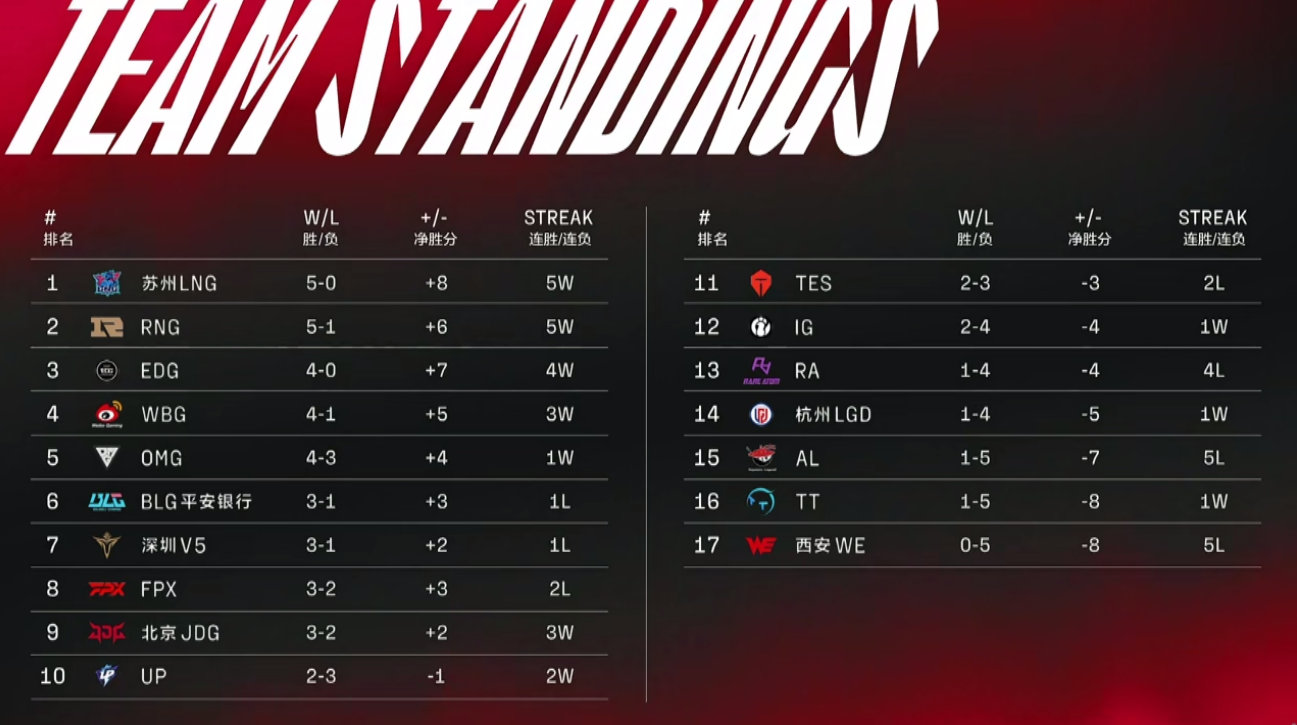 TEAM STANDINGS
# W/L +/- STREAK
排名 胜/负 净胜分 连胜/连负
1 苏州LNG 5-0 +8 5W
2 RNG 5-1 +6 5W
3 EDG 4-0 +7 4W
4 WBG 4-1 +5 3W
5 OMG 4-3 +4 1W
6 BLG平安银行 3-1 +3 1L
7 深圳V5 3-1 +2 1L
8 FPX FPX 3-2 +3 2L
9 北京JDG 3-2 +2 3W
10 UP UP 2-3 -1 2W
# W/L +/- STREAK
排名 胜/负 净胜分 连胜/连负
11 TES 2-3 -3 2L
12 IG 2-4 -4 1W
13 RARE ATOM RA 1-4 -4 4L
14 杭州LGD 1-4 -5 1W
15 AL 1-5 -7 5L
16 TT 1-5 -8 1W
17 WE 西安WE 0-5 -8 5L